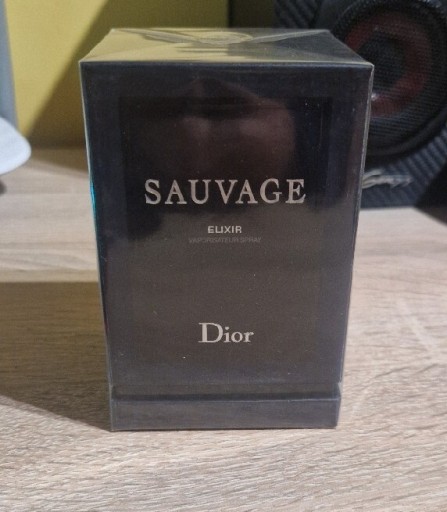 SAUVAGE
ELIXIR
VAPORISATEUR SPRAY
Dior